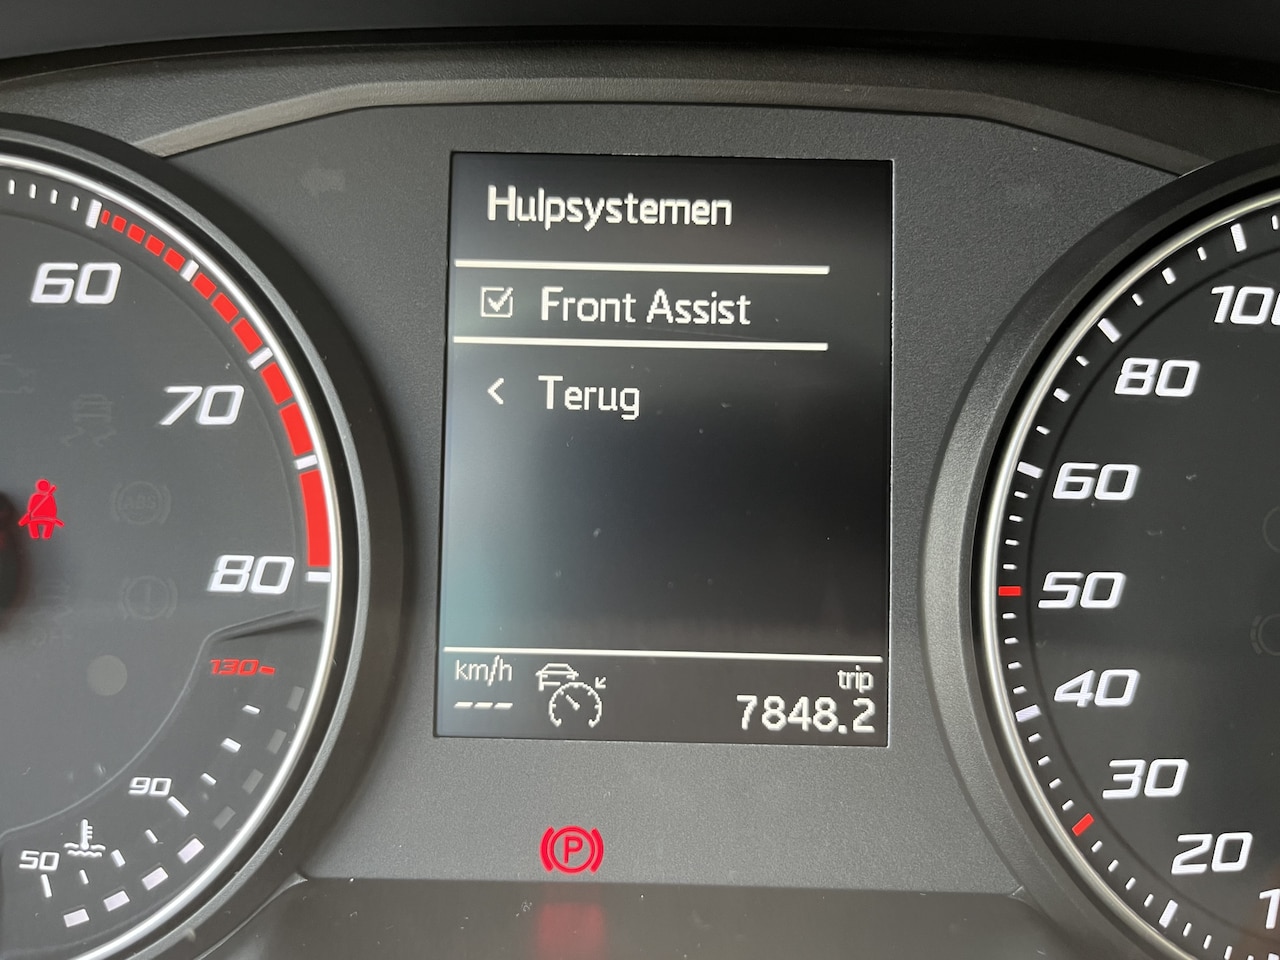 Hulpsystemen
Front Assist
< Terug
km/h
---
trip
7848.2
60
70
80
130
90
50
100
80
60
50
40
30
20
P
ABS